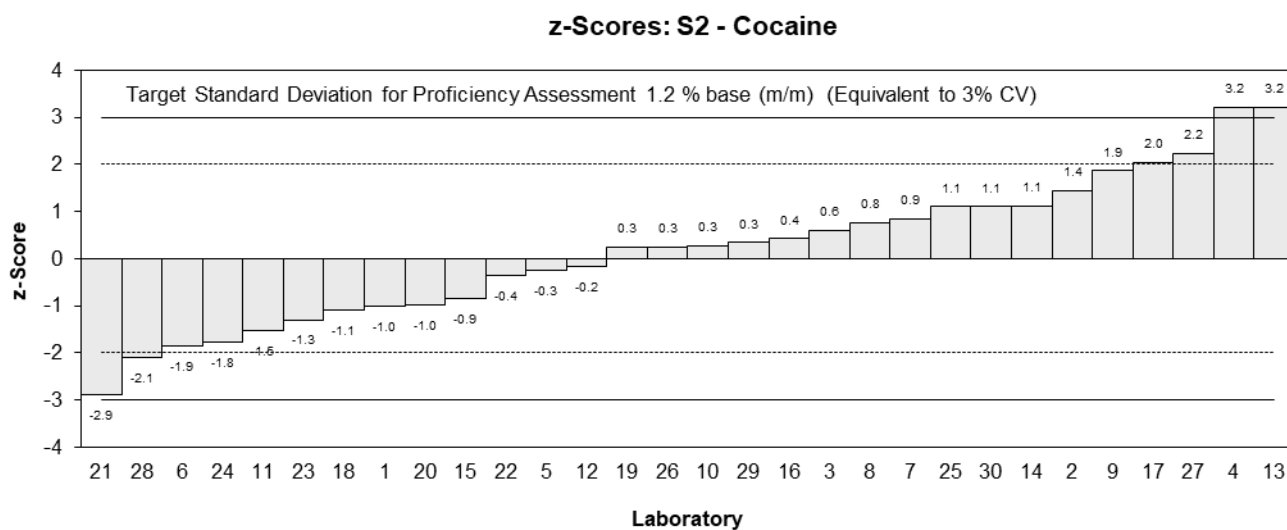 z-Scores: S2 - Cocaine
Target Standard Deviation for Proficiency Assessment 1.2 % base (m/m) (Equivalent to 3% CV)
4
3
2
1
0
-1
-2
-3
-4
z-Score
-2.9 -2.1 -1.9 -1.8 -1.5 -1.3 -1.1 -1.0 -1.0 -0.9 -0.4 -0.3 -0.2 0.3 0.3 0.3 0.3 0.4 0.6 0.8 0.9 1.1 1.1 1.1 1.4 1.9 2.0 2.2 3.2 3.2
21 28 6 24 11 23 18 1 20 15 22 5 12 19 26 10 29 16 3 8 7 25 30 14 2 9 17 27 4 13
Laboratory